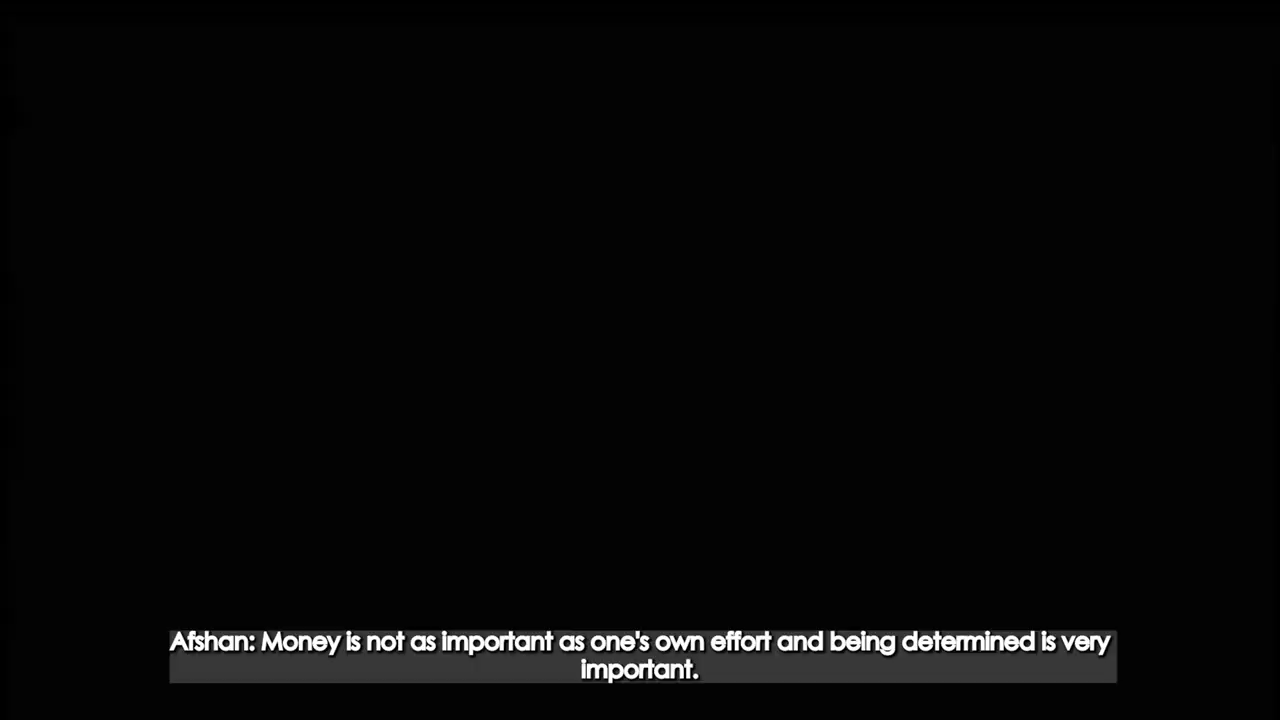 Afshan: Money is not as important as one's own effort and being determined is very
important.